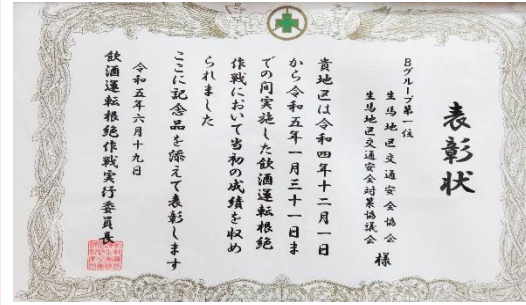 表彰状
Bグループ第一位
生馬地区交通安全協会
生馬地区交通安全対策協議会
様
貴地区は令和四年十二月一日
から令和五年一月三十一日ま
での間実施した飲酒運転根絶
作戦において当初の成績を収め
られました
ここに記念品を添えて表彰します
令和五年六月十九日
飲酒運転根絶作戦実行委員長